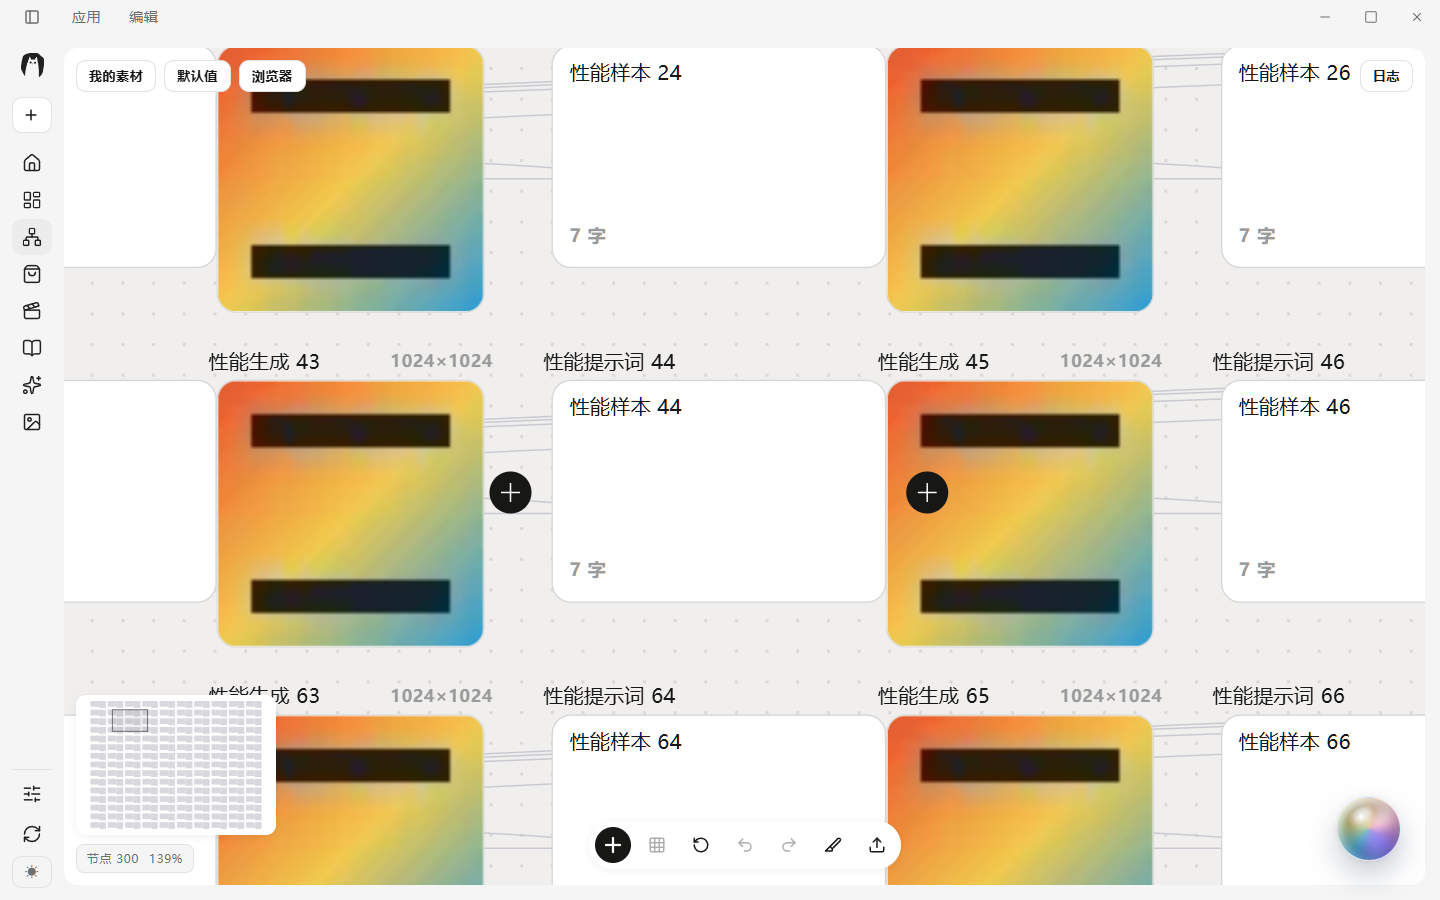 应用 编辑
我的素材 默认值 浏览器
日志
性能样本 24
性能样本 26
7 字
7 字
性能生成 43 1024×1024 性能提示词 44 性能生成 45 1024×1024 性能提示词 46
性能样本 44
性能样本 46
7 字
7 字
性能生成 63 1024×1024 性能提示词 64 性能生成 65 1024×1024 性能提示词 66
性能样本 64
性能样本 66
节点 300 139%